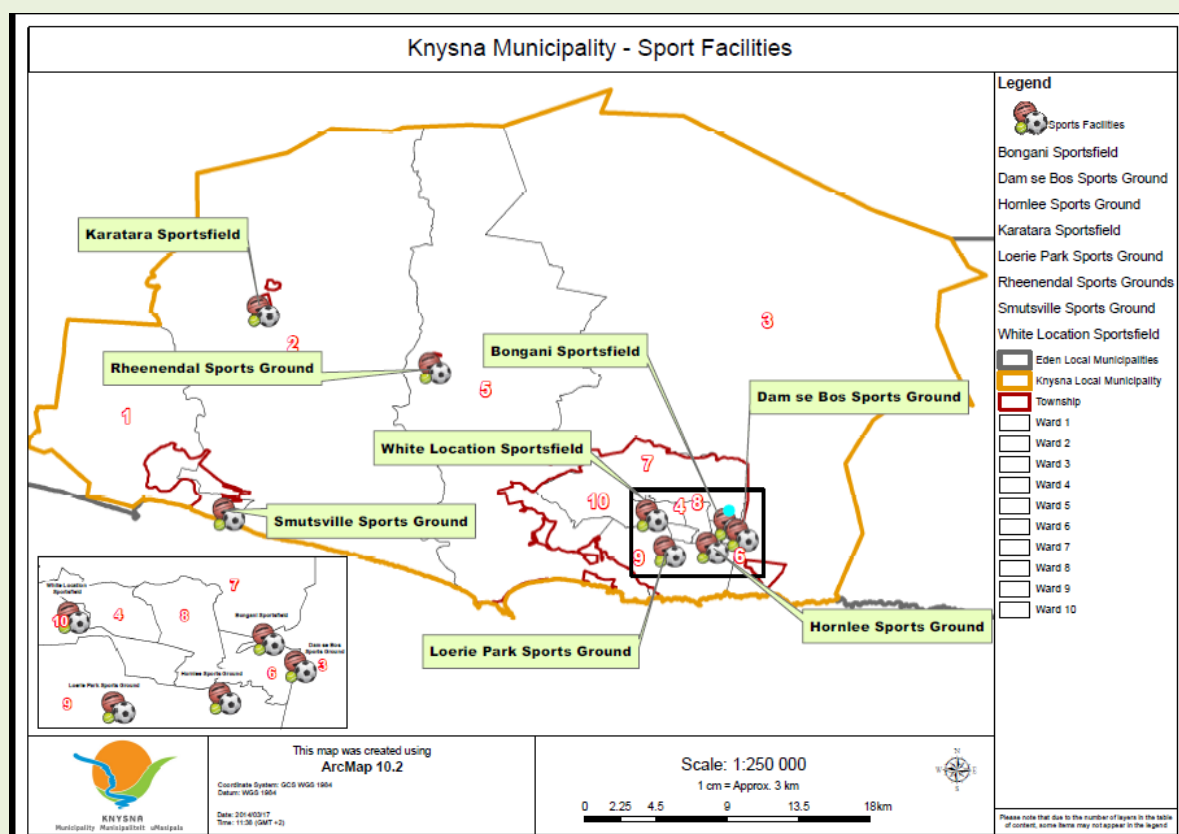 Knysna Municipality - Sport Facilities
Karatara Sportsfield
2
3
Rheenendal Sports Ground
Bongani Sportsfield
5
Dam se Bos Sports Ground
1
White Location Sportsfield
7
10
4
8
Smutsville Sports Ground
9
6
Hornlee Sports Ground
Loerie Park Sports Ground
White Location
Sportsfield
10
4
8
7
Bongani Sportsfield
Dam se Bos
Sports Ground
6
3
Hornlee Sports Ground
Loerie Park Sports Ground
9
Legend
Sports Facilities
Bongani Sportsfield
Dam se Bos Sports Ground
Hornlee Sports Ground
Karatara Sportsfield
Loerie Park Sports Ground
Rheenendal Sports Grounds
Smutsville Sports Ground
White Location Sportsfield
Eden Local Municipalities
Knysna Local Municipality
Township
Ward 1
Ward 2
Ward 3
Ward 4
Ward 5
Ward 6
Ward 7
Ward 8
Ward 9
Ward 10
KNYSNA
Municipality Munisipaliteit uMasipala
This map was created using
ArcMap 10.2
Coordinate System: GCS WGS 1984
Datum: WGS 1984
Date: 2014/03/17
Time: 11:36 (GMT +2)
Scale: 1:250 000
1 cm = Approx. 3 km
0 2.25 4.5 9 13.5 18km
N
W E
S
Please note that due to the number of layers in the table
of content, some items may not appear in the legend